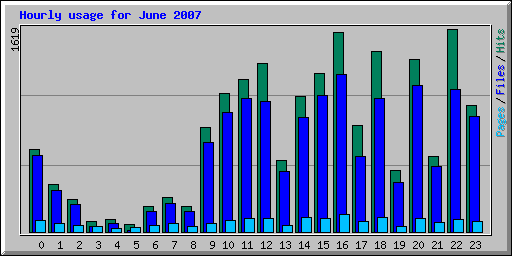 Hourly usage for June 2007
1619
Pages/Files/Hits
0 1 2 3 4 5 6 7 8 9 10 11 12 13 14 15 16 17 18 19 20 21 22 23